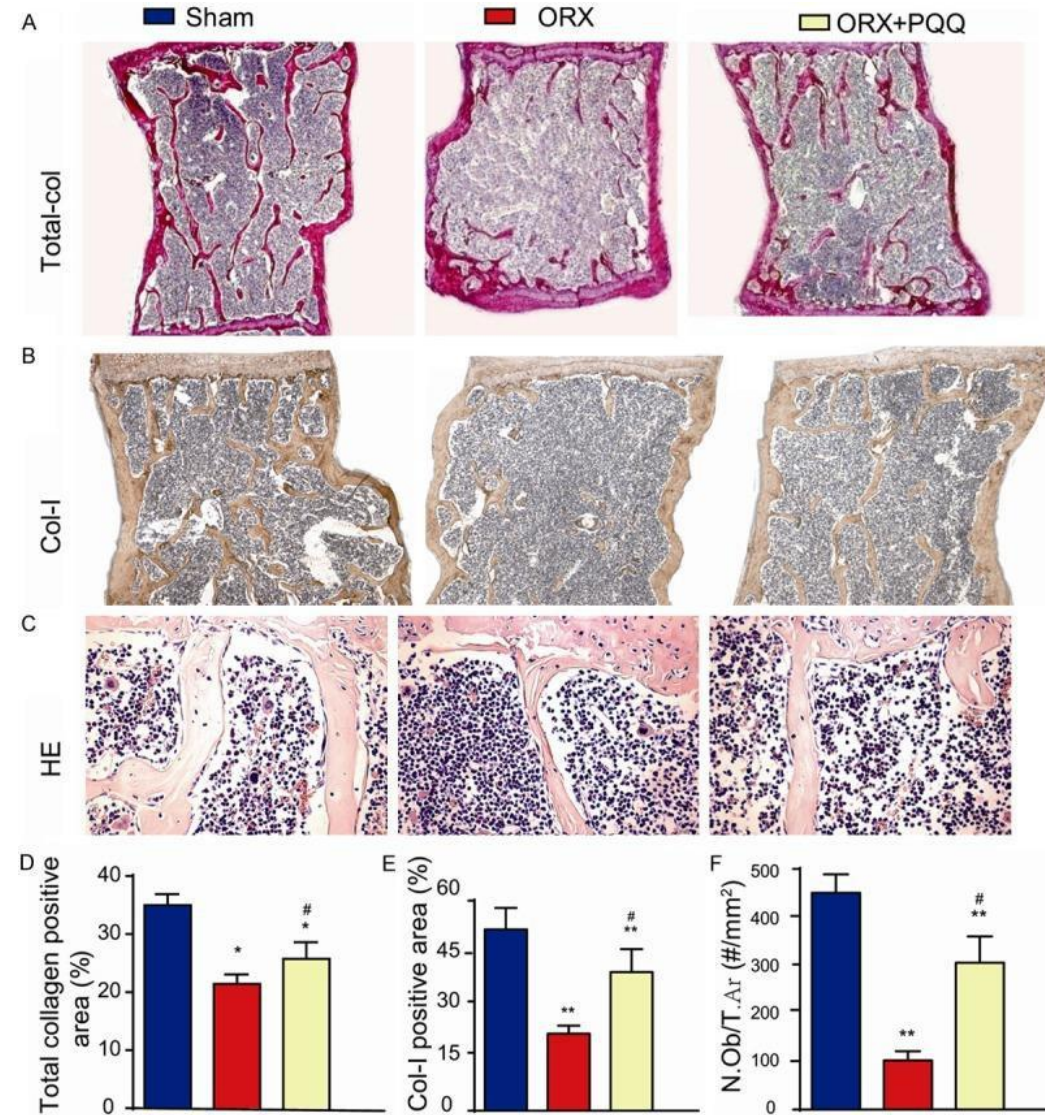 A
Sham
ORX
ORX+PQQ
Total-col
B
Col-I
C
HE
D
Total collagen positive
area (%)
40
30
20
10
0
*
#
*
E
Col-I positive area (%)
60
45
30
15
0
**
#
**
F
N.Ob/T.Ar (#/mm²)
500
400
300
200
100
0
**
#
**